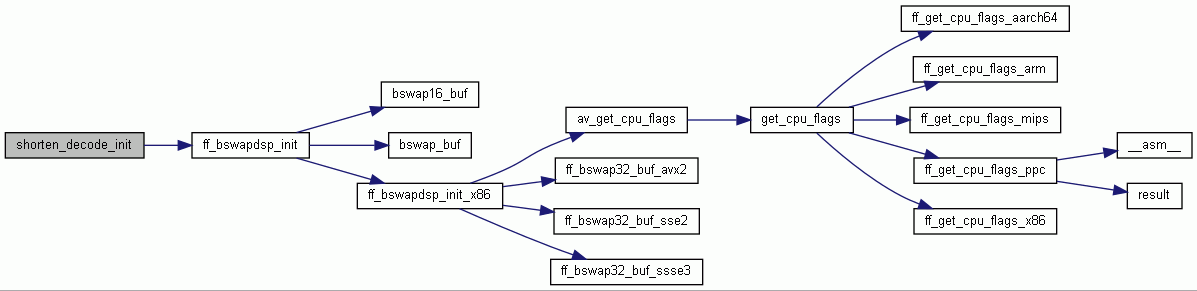 shorten_decode_init
ff_bswapdsp_init
bswap16_buf
bswap_buf
ff_bswapdsp_init_x86
av_get_cpu_flags
ff_bswap32_buf_avx2
ff_bswap32_buf_sse2
ff_bswap32_buf_ssse3
get_cpu_flags
ff_get_cpu_flags_aarch64
ff_get_cpu_flags_arm
ff_get_cpu_flags_mips
ff_get_cpu_flags_ppc
ff_get_cpu_flags_x86
__asm__
result